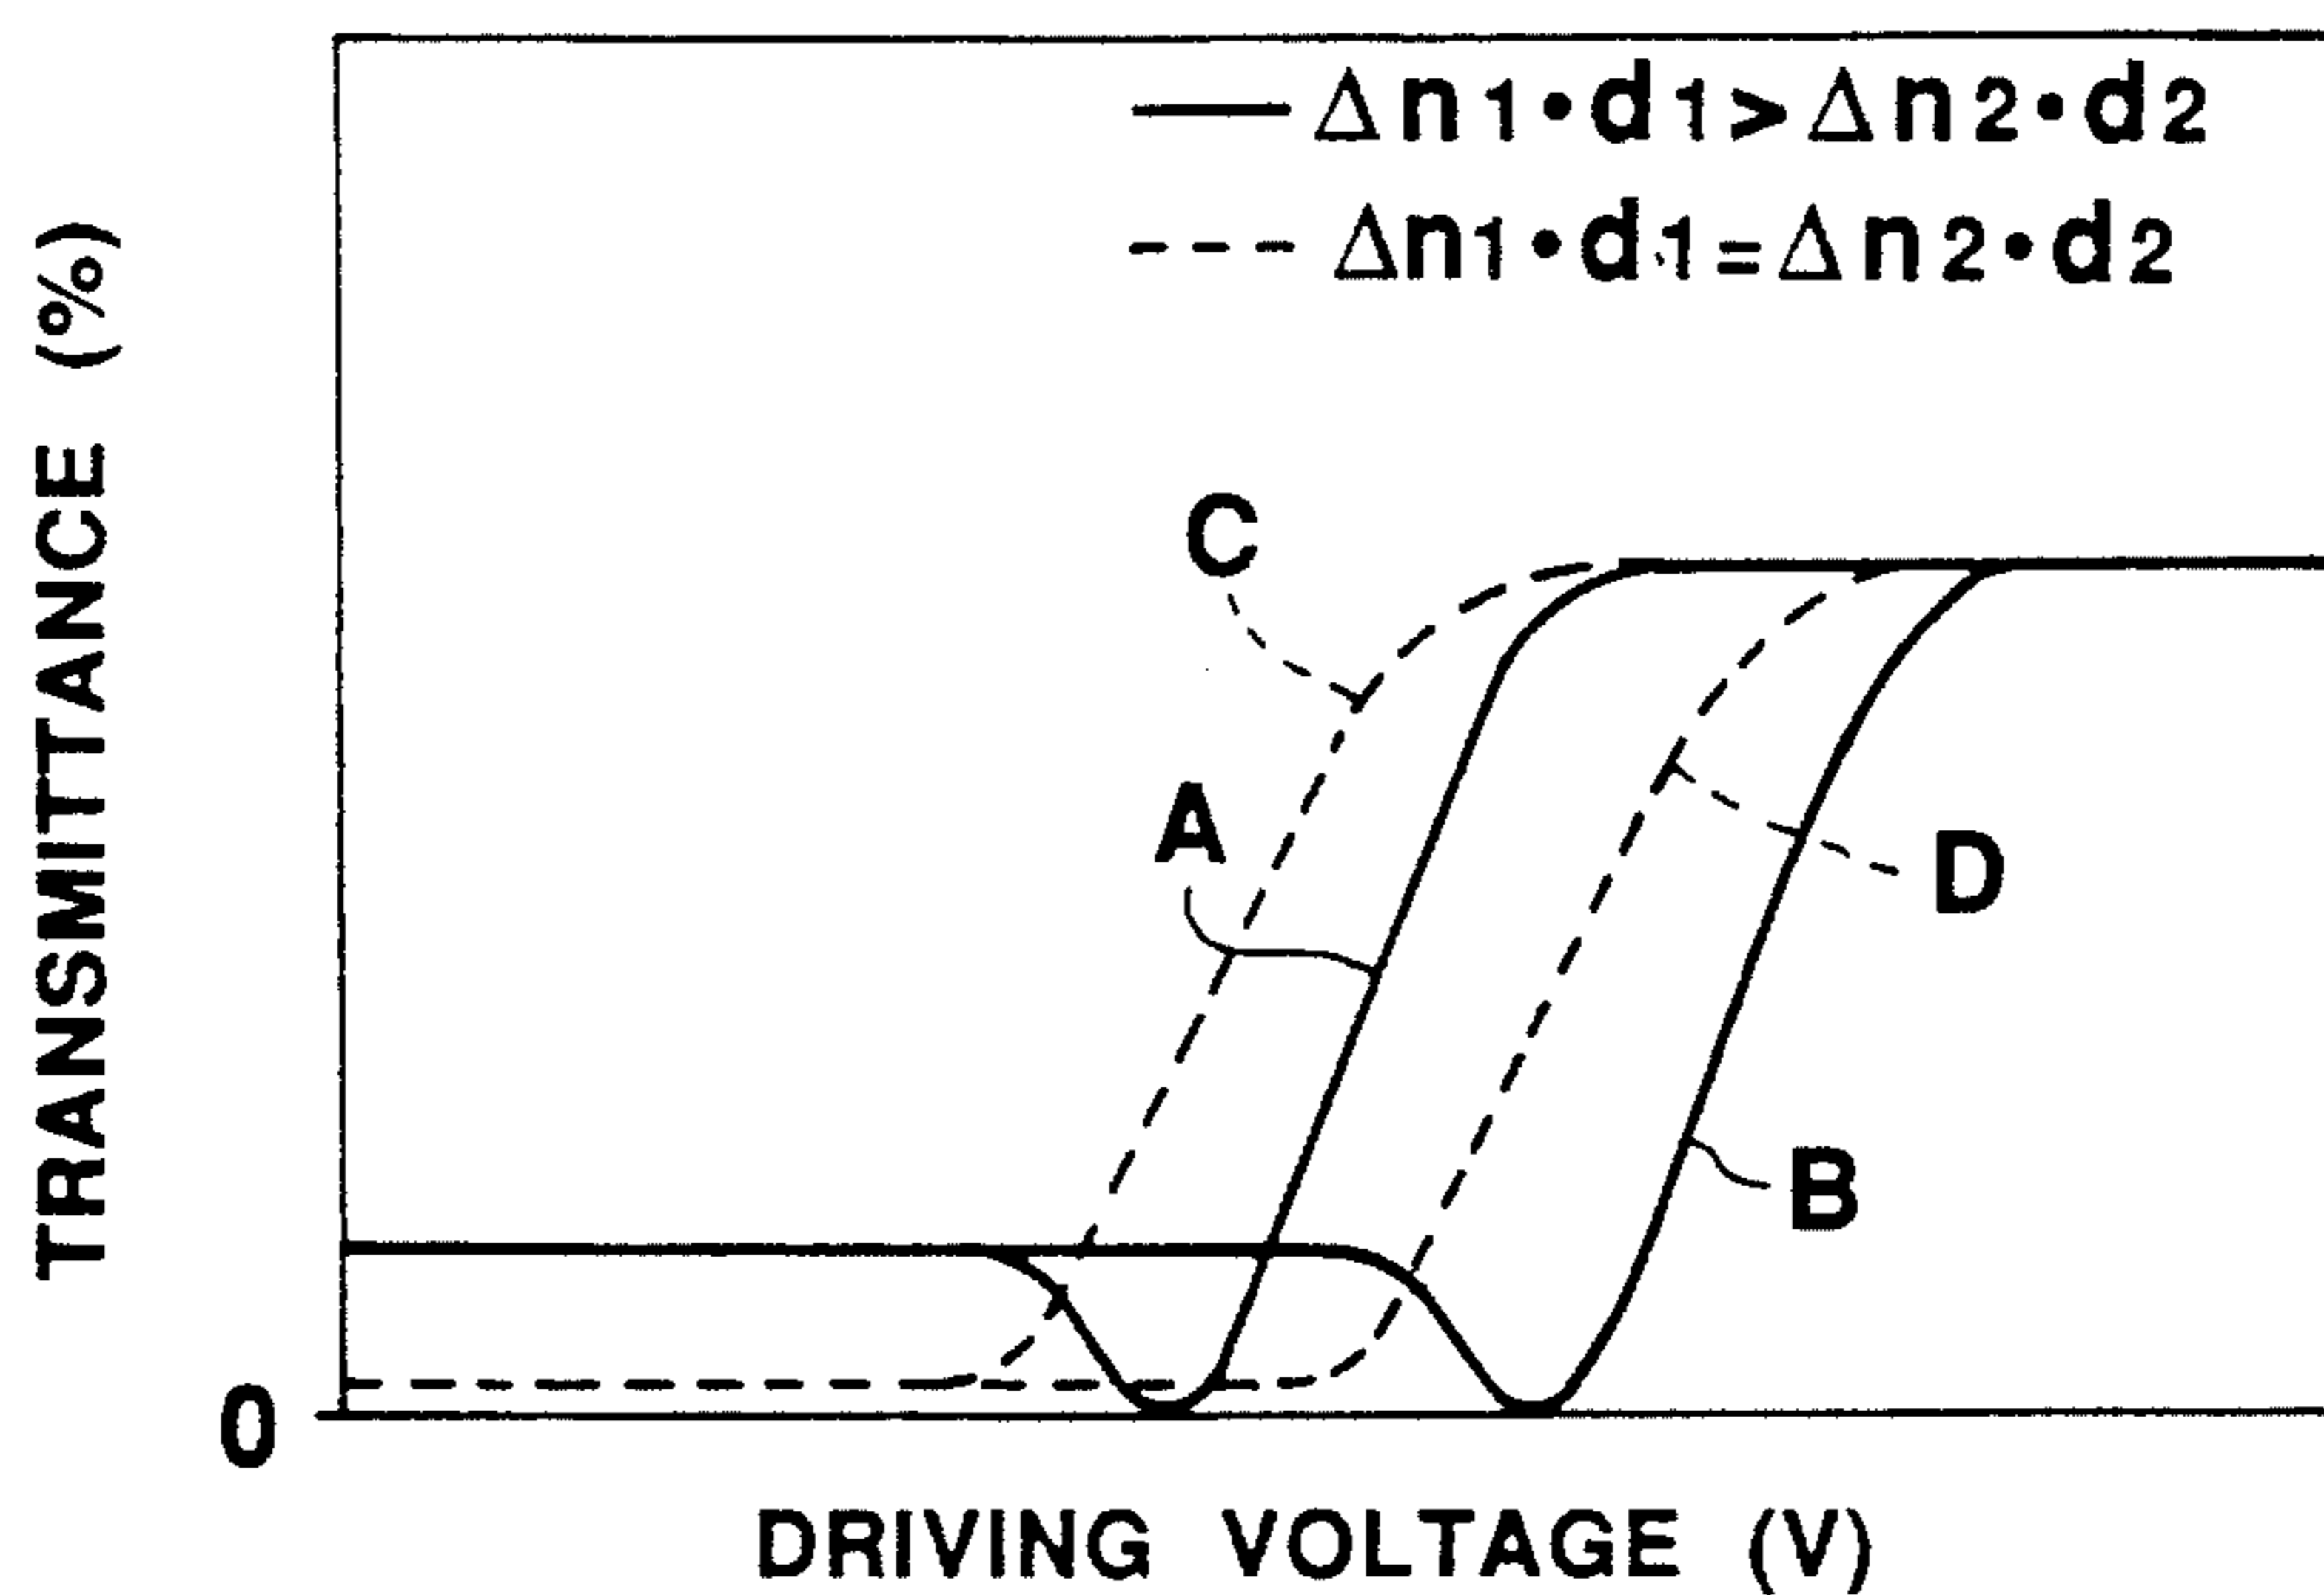 Δn1•d1>Δn2•d2
Δn1•d1=Δn2•d2
TRANSMITTANCE (%)
C
A
D
B
0
DRIVING VOLTAGE (V)